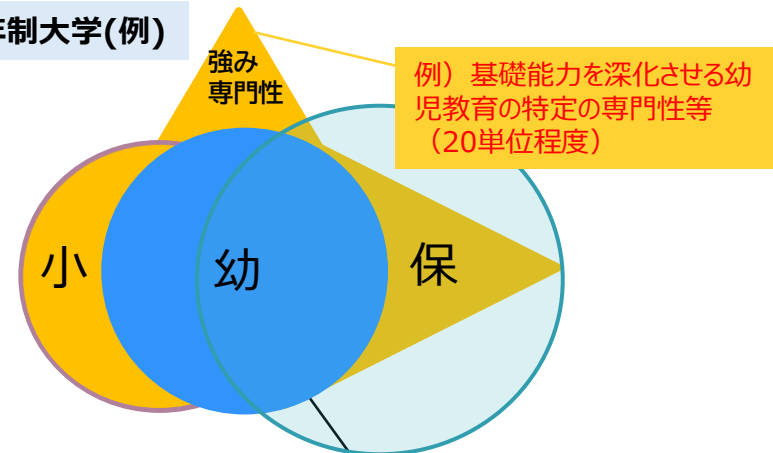 年制大学(例)
強み
専門性
例）基礎能力を深化させる幼
児教育の特定の専門性等
（20単位程度）
小
幼
保